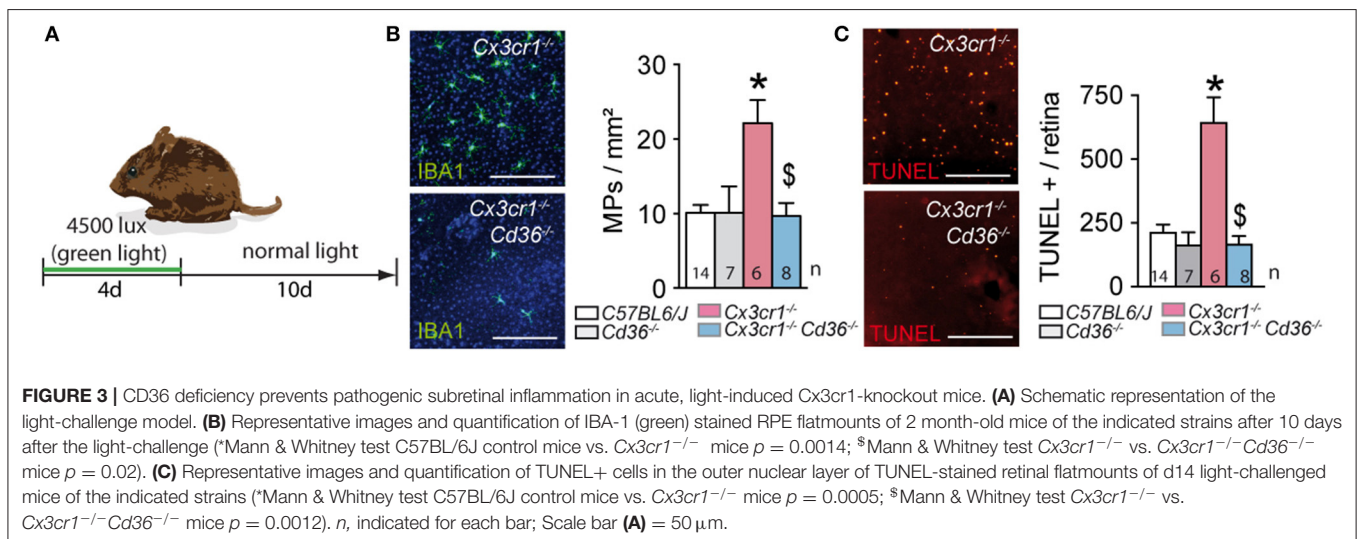 A
4500 lux
(green light)
normal light
4d
10d
B
Cx3cr1-/-
IBA1
Cx3cr1-/-
Cd36-/-
IBA1
MPs / mm²
30
20
10
0
*
$
14
7
6
8
n
C57BL6/J
Cx3cr1-/-
Cd36-/-
Cx3cr1-/- Cd36-/-
C
TUNEL
Cx3cr1-/-
Cd36-/-
TUNEL
TUNEL + / retina
750
500
250
0
*
$
14
7
6
8
n
C57BL6/J
Cx3cr1-/-
Cd36-/-
Cx3cr1-/- Cd36-/-
FIGURE 3 | CD36 deficiency prevents pathogenic subretinal inflammation in acute, light-induced Cx3cr1-knockout mice. (A) Schematic representation of the
light-challenge model. (B) Representative images and quantification of IBA-1 (green) stained RPE flatmounts of 2 month-old mice of the indicated strains after 10 days
after the light-challenge (*Mann & Whitney test C57BL/6J control mice vs. Cx3cr1−/− mice p = 0.0014; $Mann & Whitney test Cx3cr1−/− vs. Cx3cr1−/−Cd36−/−
mice p = 0.02). (C) Representative images and quantification of TUNEL+ cells in the outer nuclear layer of TUNEL-stained retinal flatmounts of d14 light-challenged
mice of the indicated strains (*Mann & Whitney test C57BL/6J control mice vs. Cx3cr1−/− mice p = 0.0005; $Mann & Whitney test Cx3cr1−/− vs.
Cx3cr1−/−Cd36−/− mice p = 0.0012). n, indicated for each bar; Scale bar (A) = 50 μm.